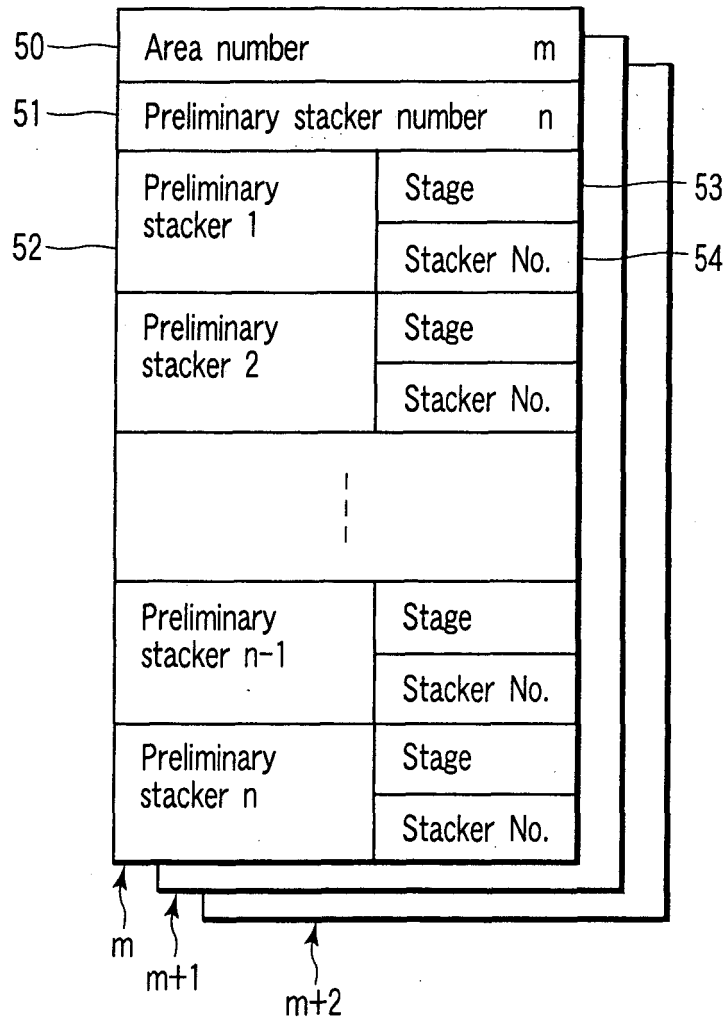 50 Area number m
51 Preliminary stacker number n
Preliminary Stage 53
stacker 1
52 Stacker No. 54
Preliminary Stage
stacker 2
Stacker No.
Preliminary Stage
stacker n-1
Stacker No.
Preliminary Stage
stacker n
Stacker No.
m
m+1
m+2